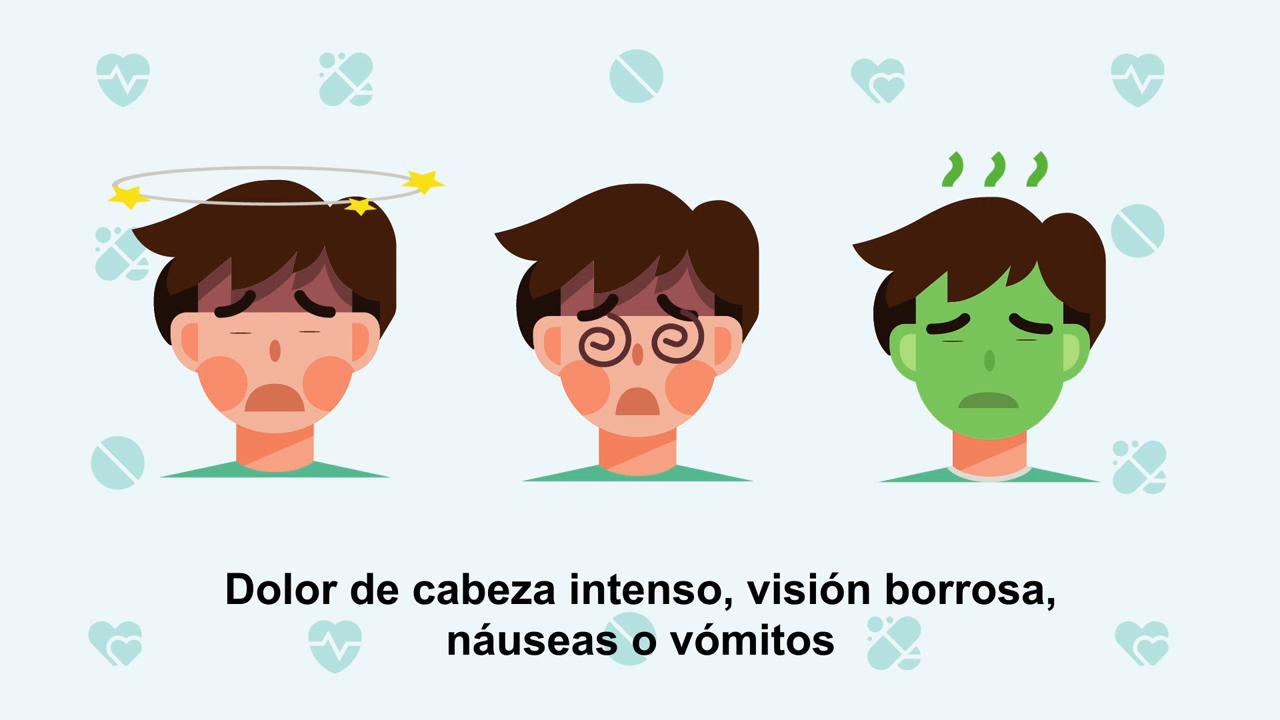 Dolor de cabeza intenso, visión borrosa,
náuseas o vómitos